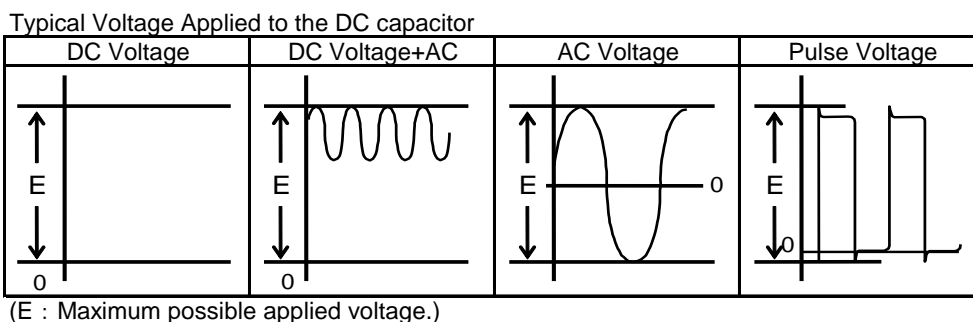 Typical Voltage Applied to the DC capacitor
DC Voltage DC Voltage+AC AC Voltage Pulse Voltage
E E E 0 E
0
0 0
(E：Maximum possible applied voltage.)